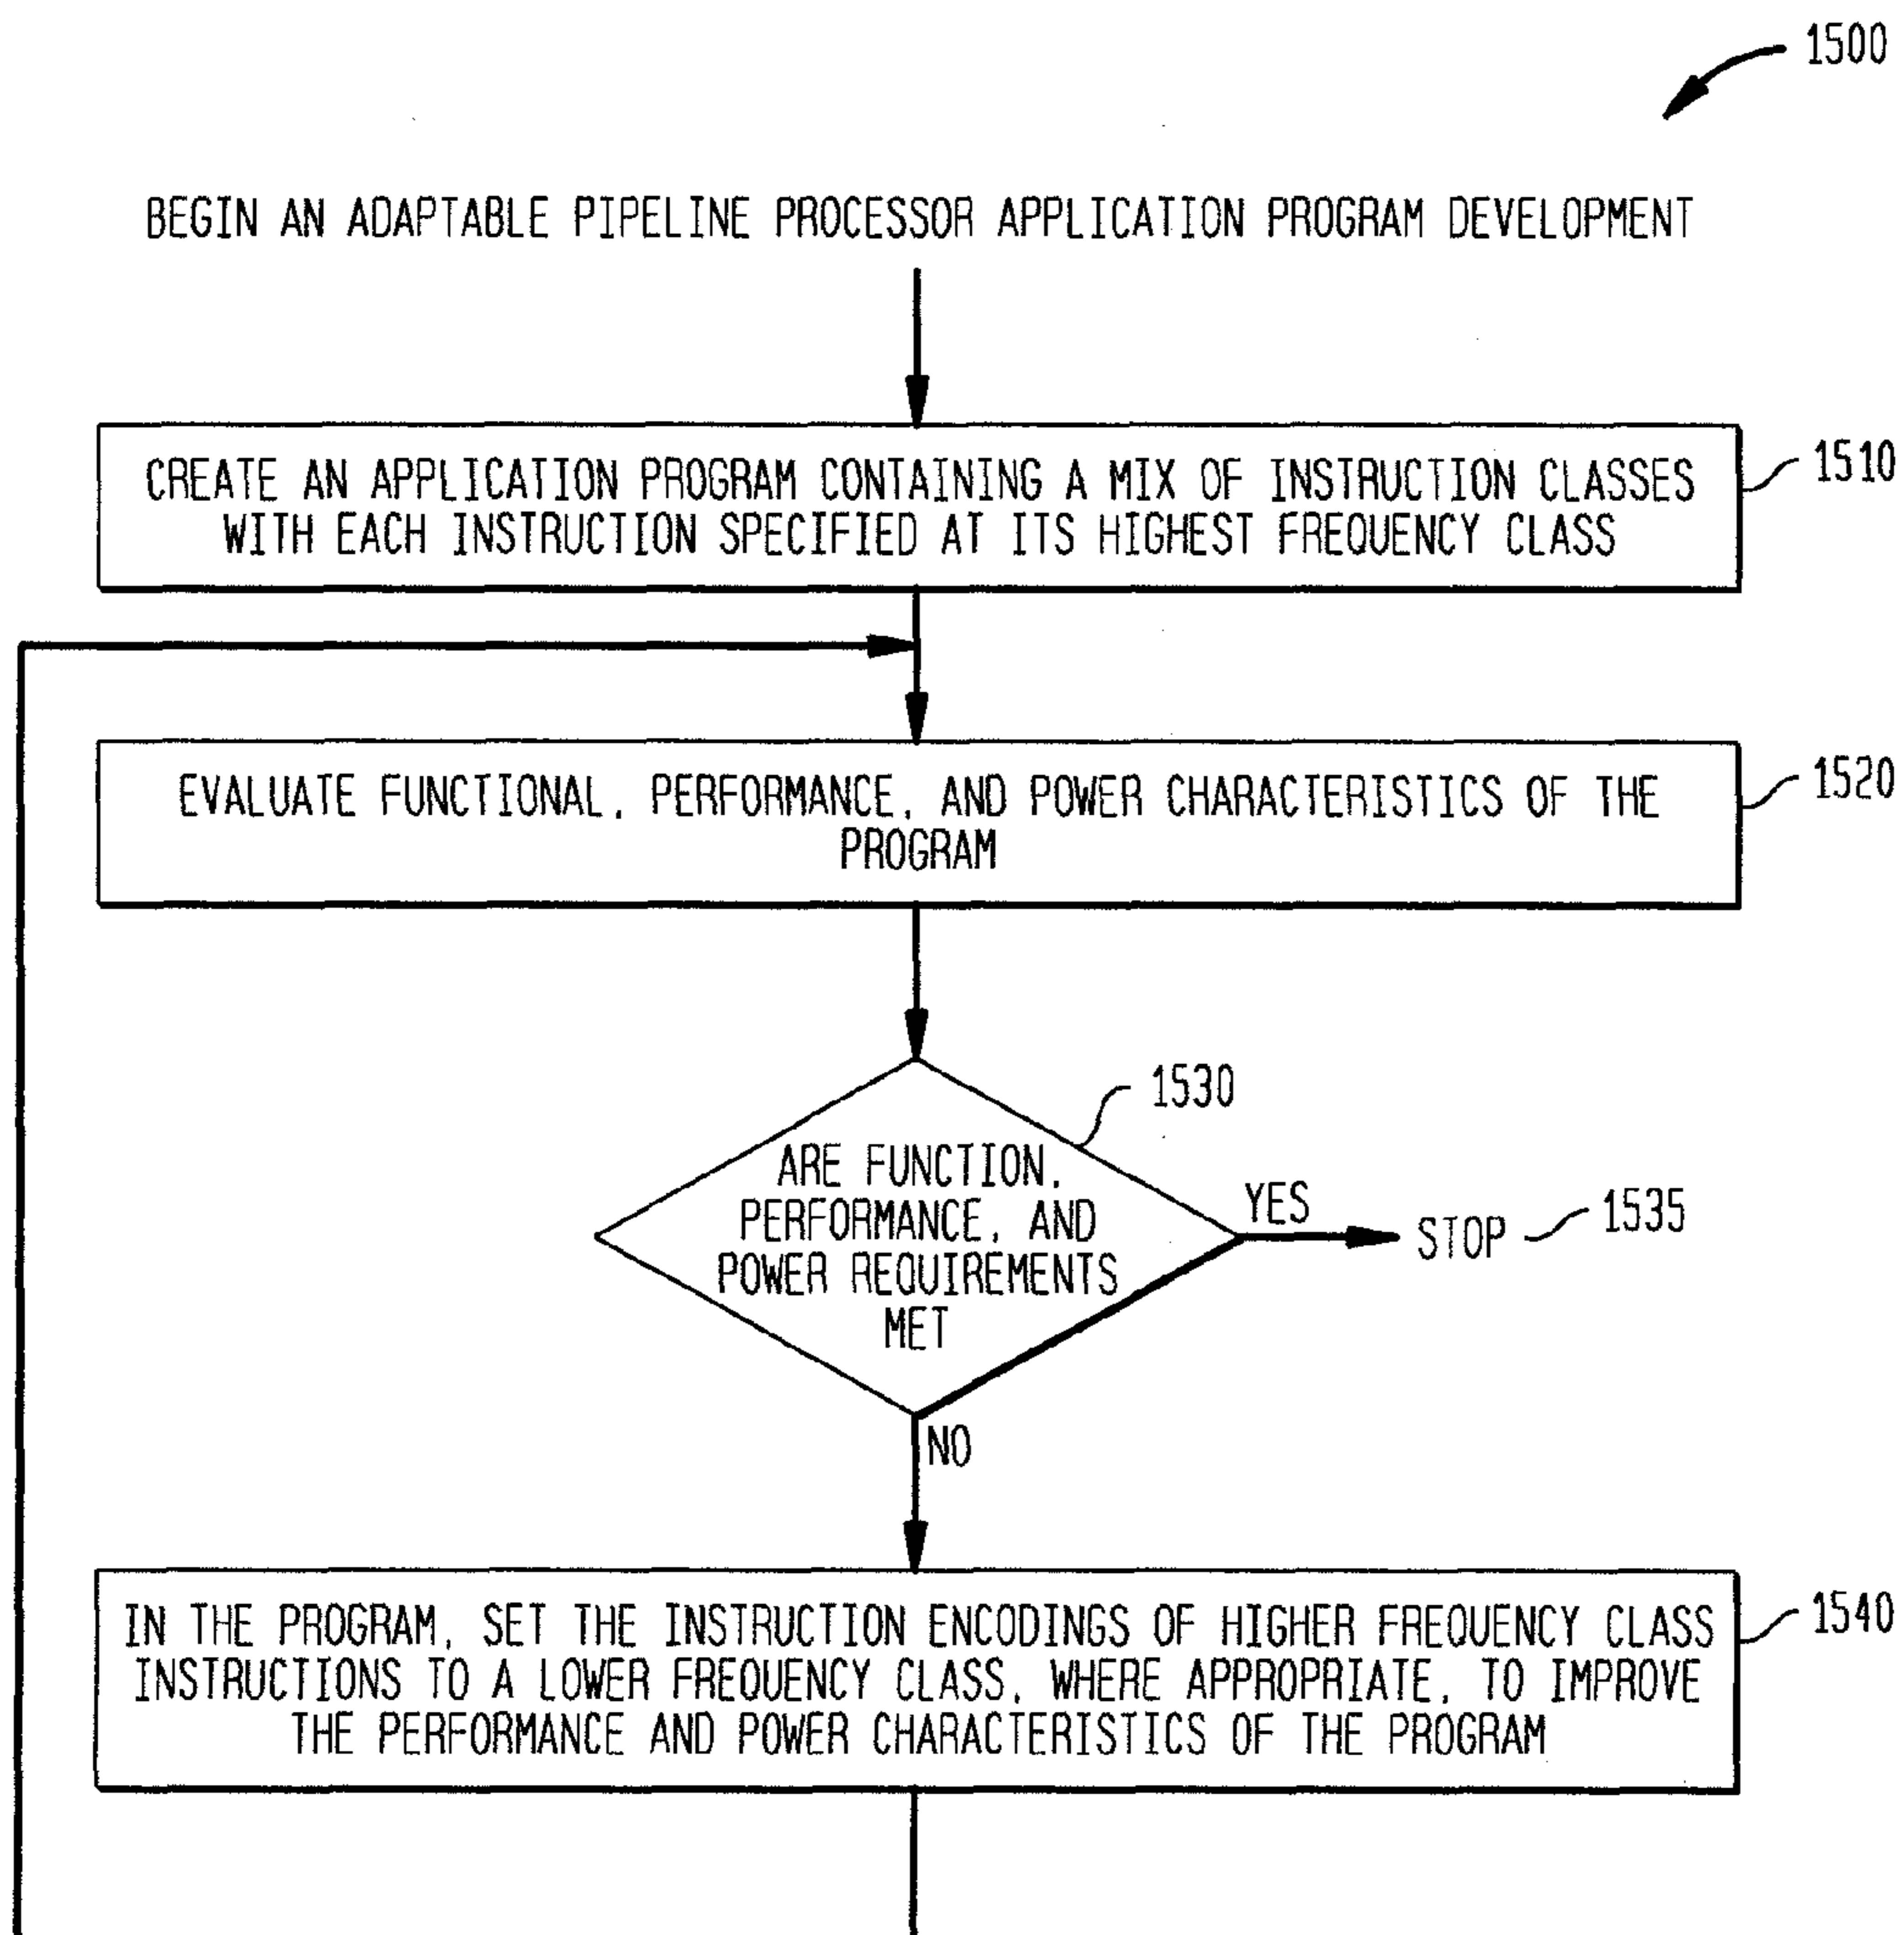 1500
BEGIN AN ADAPTABLE PIPELINE PROCESSOR APPLICATION PROGRAM DEVELOPMENT
CREATE AN APPLICATION PROGRAM CONTAINING A MIX OF INSTRUCTION CLASSES
WITH EACH INSTRUCTION SPECIFIED AT ITS HIGHEST FREQUENCY CLASS
1510
EVALUATE FUNCTIONAL, PERFORMANCE, AND POWER CHARACTERISTICS OF THE
PROGRAM
1520
1530
ARE FUNCTION,
PERFORMANCE, AND
POWER REQUIREMENTS
MET
YES
STOP
1535
NO
IN THE PROGRAM, SET THE INSTRUCTION ENCODINGS OF HIGHER FREQUENCY CLASS
INSTRUCTIONS TO A LOWER FREQUENCY CLASS, WHERE APPROPRIATE, TO IMPROVE
THE PERFORMANCE AND POWER CHARACTERISTICS OF THE PROGRAM
1540